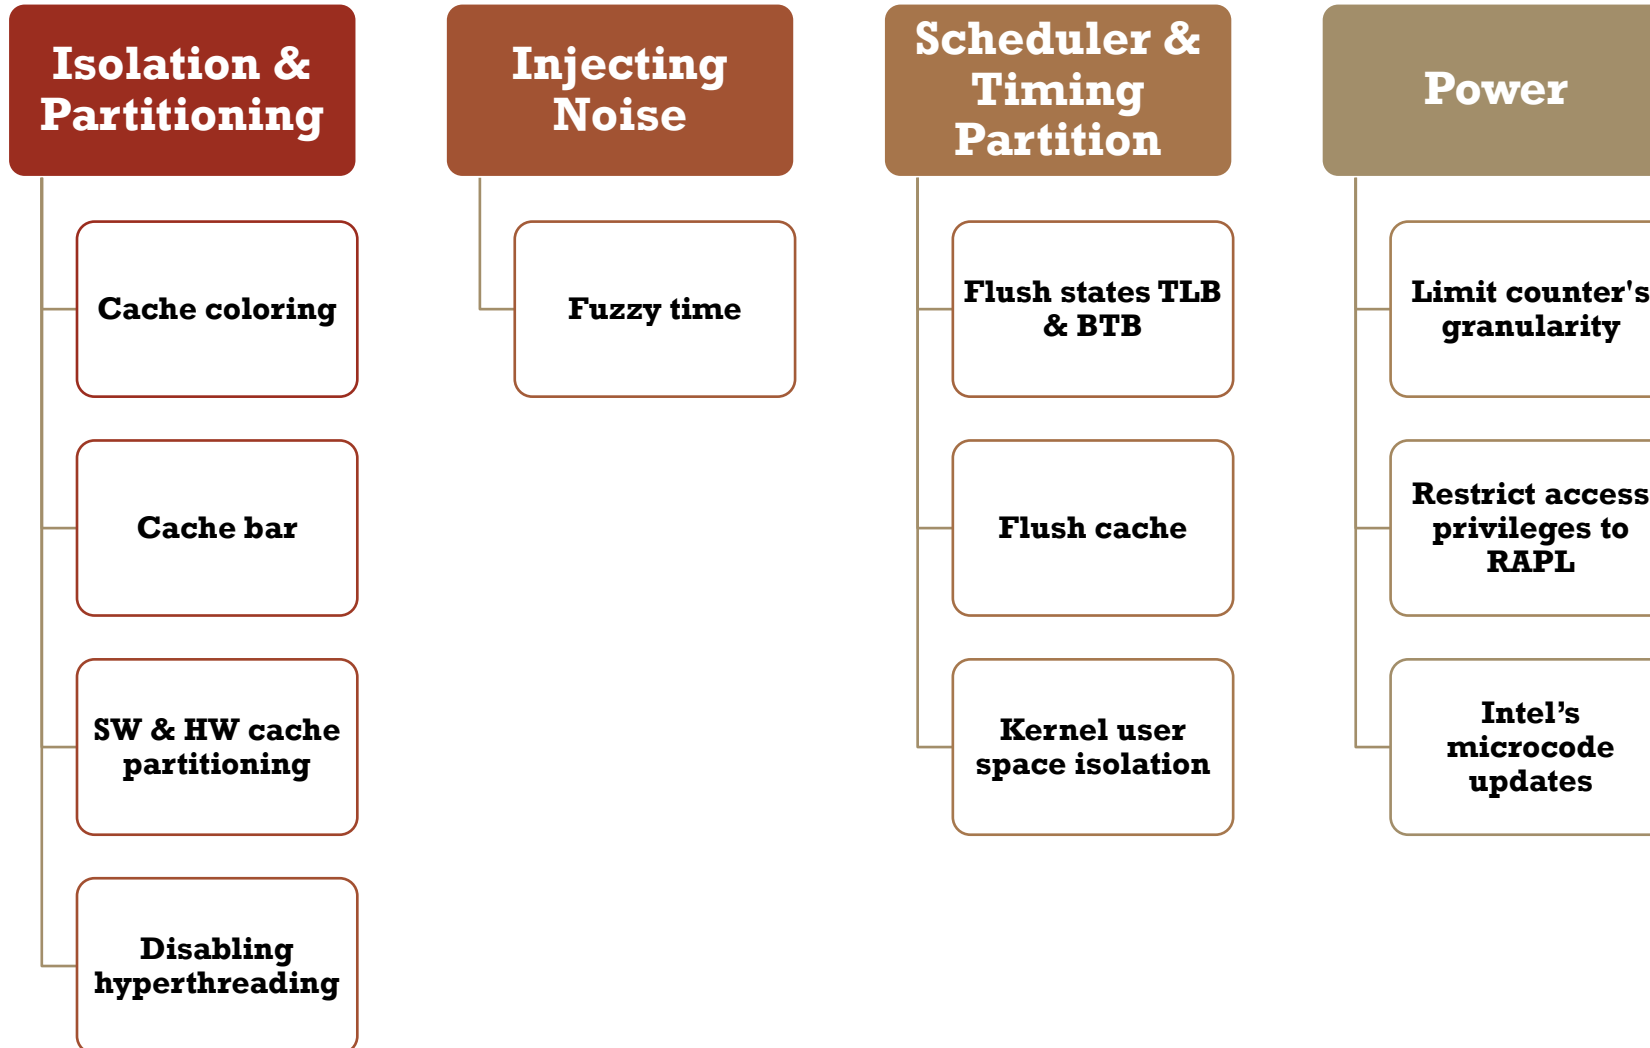 Isolation &
Partitioning
Cache coloring
Cache bar
SW & HW cache
partitioning
Disabling
hyperthreading
Injecting
Noise
Fuzzy time
Scheduler &
Timing
Partition
Flush states TLB
& BTB
Flush cache
Kernel user
space isolation
Power
Limit counter's
granularity
Restrict access
privileges to
RAPL
Intel’s
microcode
updates